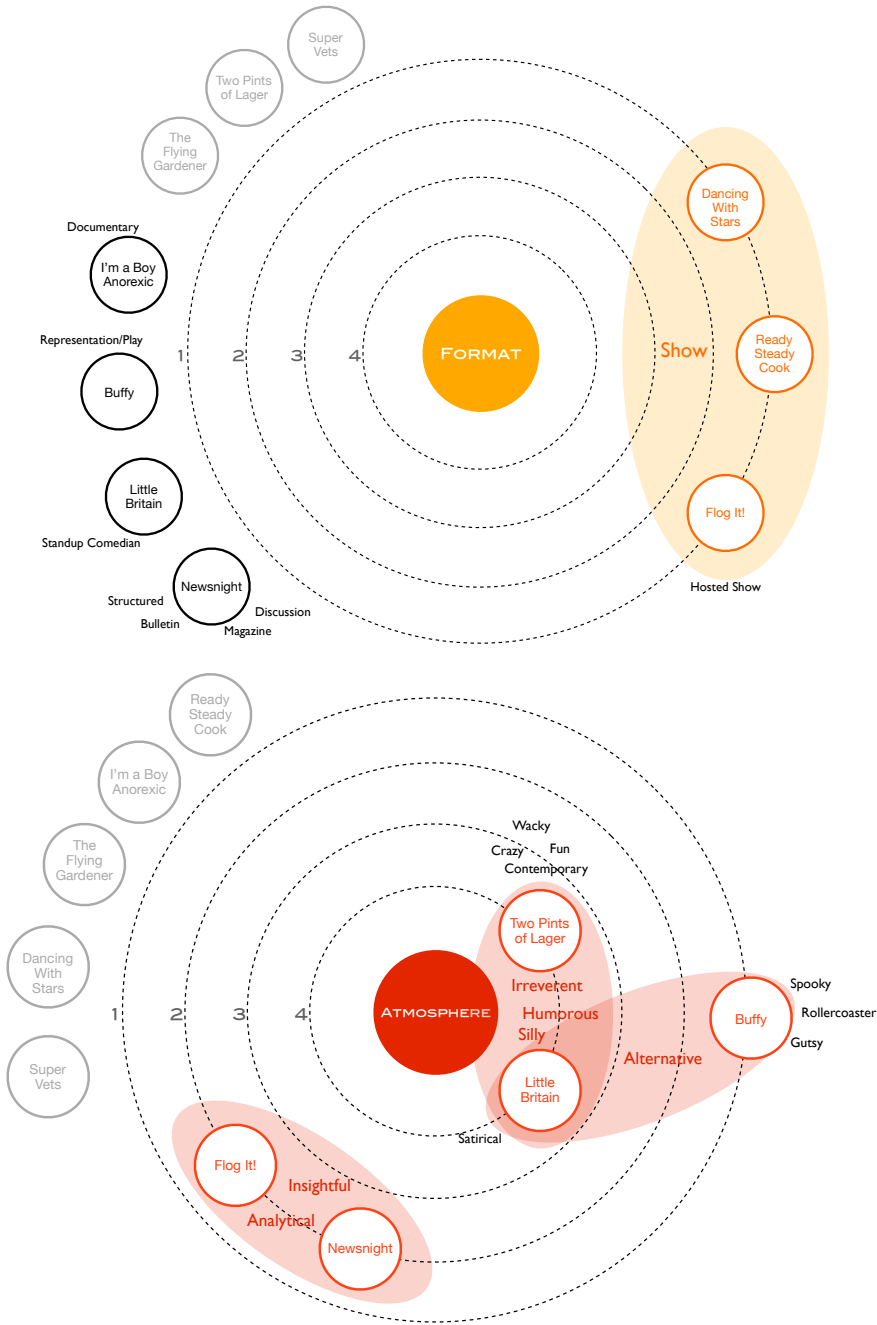 Super
Vets
Two Pints
of Lager
The
Flying
Gardener
Dancing
With
Stars
Documentary
I'm a Boy
Anorexic
Representation/Play
1
2
3
4
FORMAT
Show
Ready
Steady
Cook
Buffy
Little
Britain
Standup Comedian
Flog It!
Newsnight
Hosted Show
Structured
Discussion
Bulletin
Magazine
Ready
Steady
Cook
I'm a Boy
Anorexic
The
Flying
Gardener
Wacky
Crazy
Fun
Contemporary
Two Pints
of Lager
Dancing
With
Stars
Irreverent
Spooky
1
2
3
4
ATMOSPHERE
Humorous
Silly
Buffy
Rollercoaster
Gutsy
Alternative
Super
Vets
Little
Britain
Satirical
Flog It!
Insightful
Analytical
Newsnight